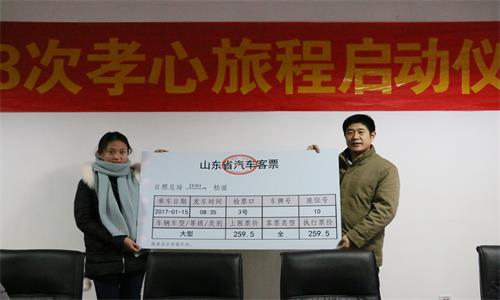 3次孝心旅程启动仪
山东省汽车客票
日照总站 松滋
乘车日期 发车时间 检票口 车牌号 座位号
2017-01-15 08:35 3号 10
车辆车型/等级/类别 上限票价 客票类型 执行票价
大型 259.5 全 259.5